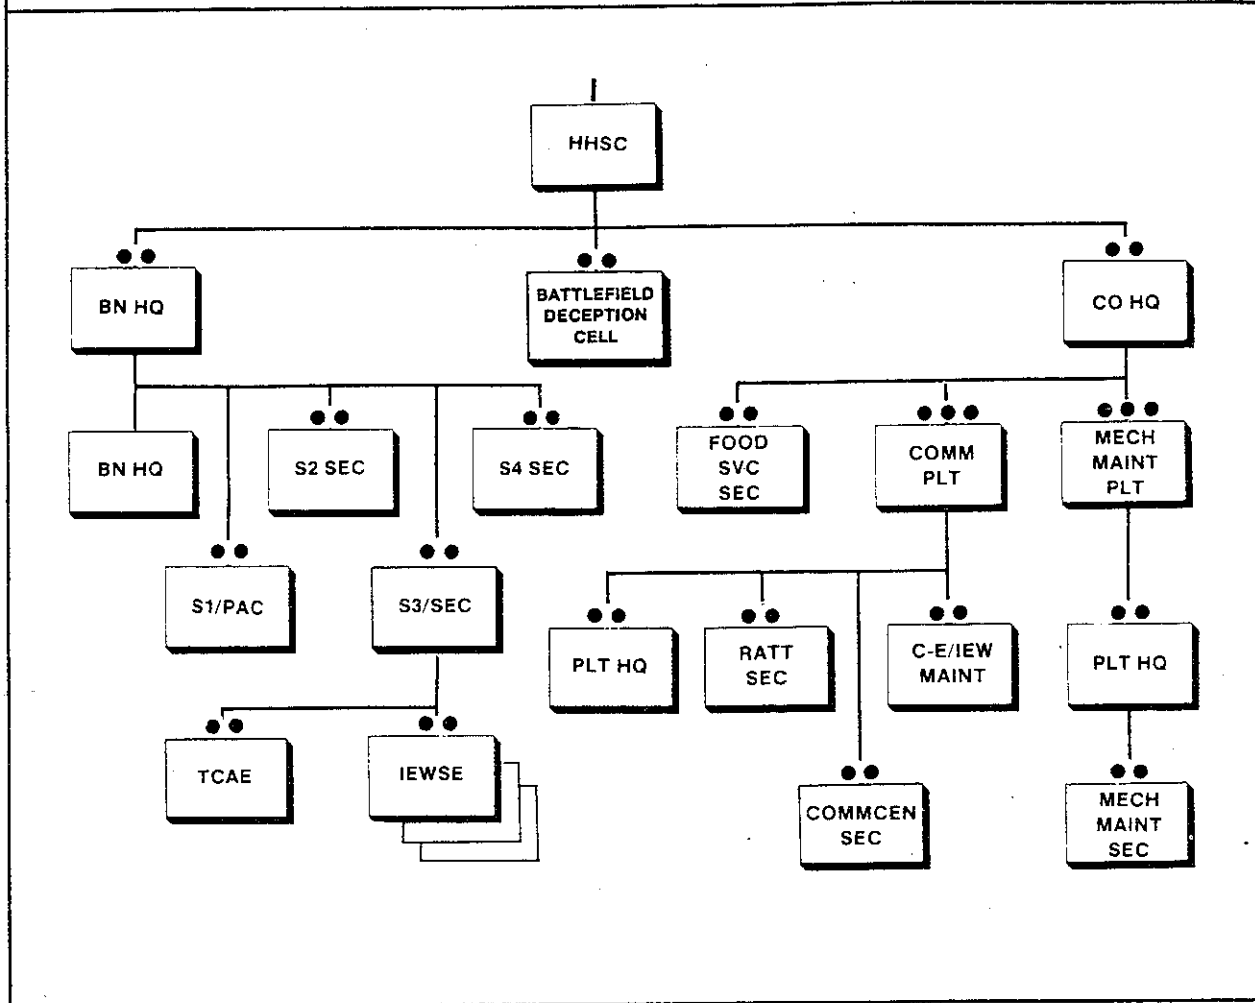 HHSC
BN HQ
BATTLEFIELD
DECEPTION
CELL
CO HQ
BN HQ
S2 SEC
S4 SEC
FOOD
SVC
SEC
COMM
PLT
MECH
MAINT
PLT
S1/PAC
S3/SEC
PLT HQ
RATT
SEC
C-E/IEW
MAINT
PLT HQ
TCAE
IEWSE
COMMCEN
SEC
MECH
MAINT
SEC